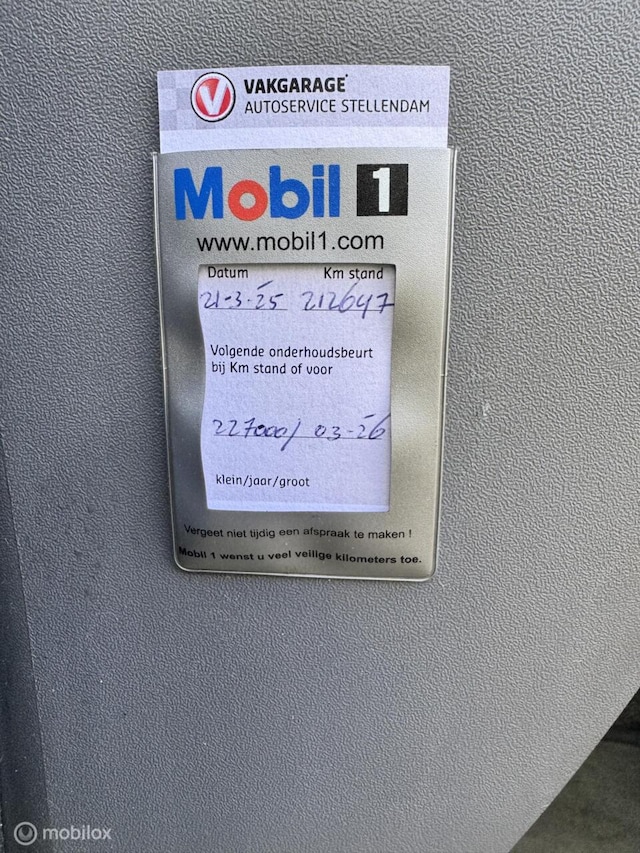 VAKGARAGE
AUTOSERVICE STELLENDAM
Mobil 1
www.mobil1.com
Datum Km stand
21-3-25 212647
Volgende onderhoudsbeurt
bij Km stand of voor
227000/ 03-26
klein/jaar/groot
Vergeet niet tijdig een afspraak te maken !
Mobil 1 wenst u veel veilige kilometers toe.
mobilox